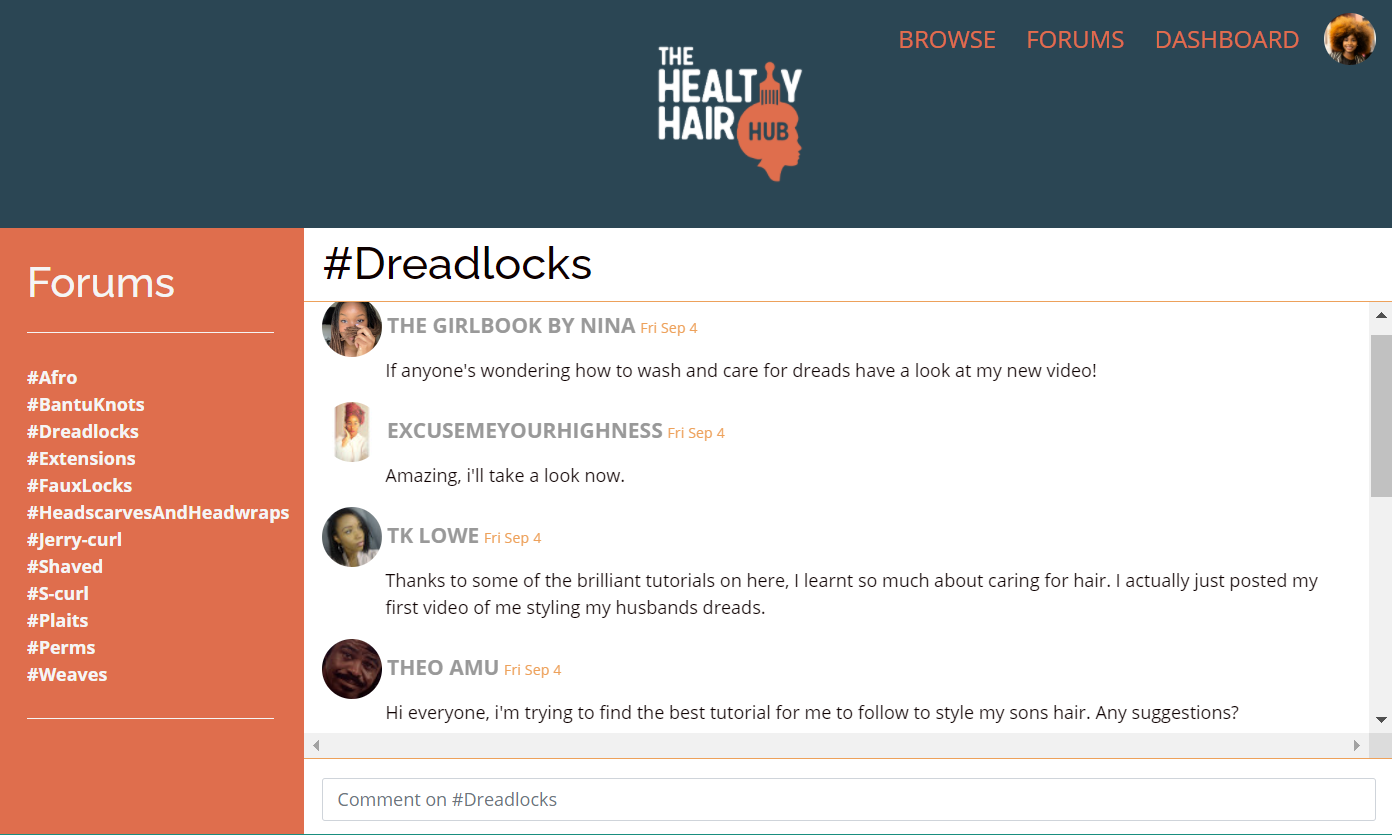 BROWSE FORUMS DASHBOARD
THE
HEALTHY
HAIR HUB
Forums
#Afro
#BantuKnots
#Dreadlocks
#Extensions
#FauxLocks
#HeadscarvesAndHeadwraps
#Jerry-curl
#Shaved
#S-curl
#Plaits
#Perms
#Weaves
#Dreadlocks
THE GIRLBOOK BY NINA Fri Sep 4
If anyone's wondering how to wash and care for dreads have a look at my new video!
EXCUSEMEYOURHIGHNESS Fri Sep 4
Amazing, i'll take a look now.
TK LOWE Fri Sep 4
Thanks to some of the brilliant tutorials on here, I learnt so much about caring for hair. I actually just posted my
first video of me styling my husbands dreads.
THEO AMU Fri Sep 4
Hi everyone, i'm trying to find the best tutorial for me to follow to style my sons hair. Any suggestions?
Comment on #Dreadlocks